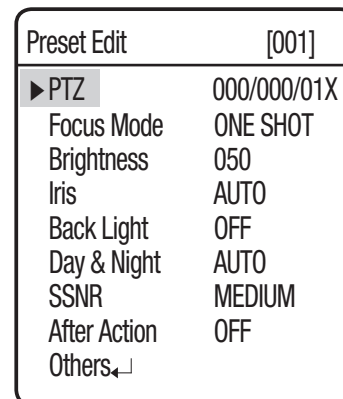 Preset Edit [001]
▶PTZ 000/000/01X
Focus Mode ONE SHOT
Brightness 050
Iris AUTO
Back Light OFF
Day & Night AUTO
SSNR MEDIUM
After Action OFF
Others↵